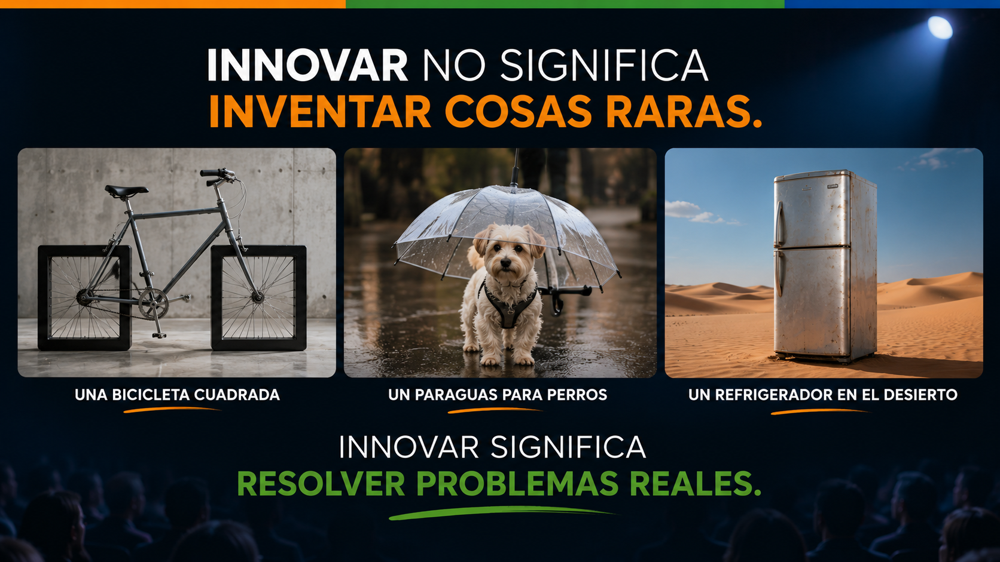 INNOVAR NO SIGNIFICA
INVENTAR COSAS RARAS.
UNA BICICLETA CUADRADA
UN PARAGUAS PARA PERROS
UN REFRIGERADOR EN EL DESIERTO
INNOVAR SIGNIFICA
RESOLVER PROBLEMAS REALES.